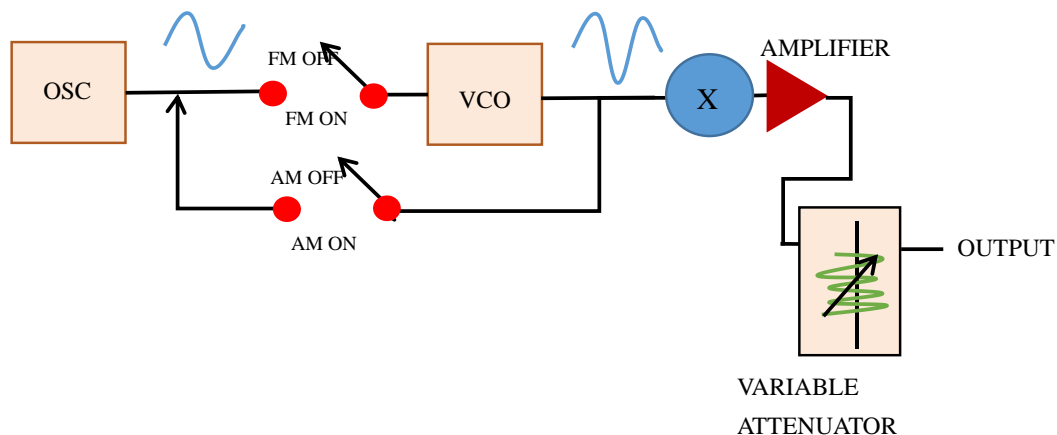 AMPLIFIER
FM OFF
OSC
VCO
X
FM ON
AM OFF
AM ON
OUTPUT
VARIABLE
ATTENUATOR